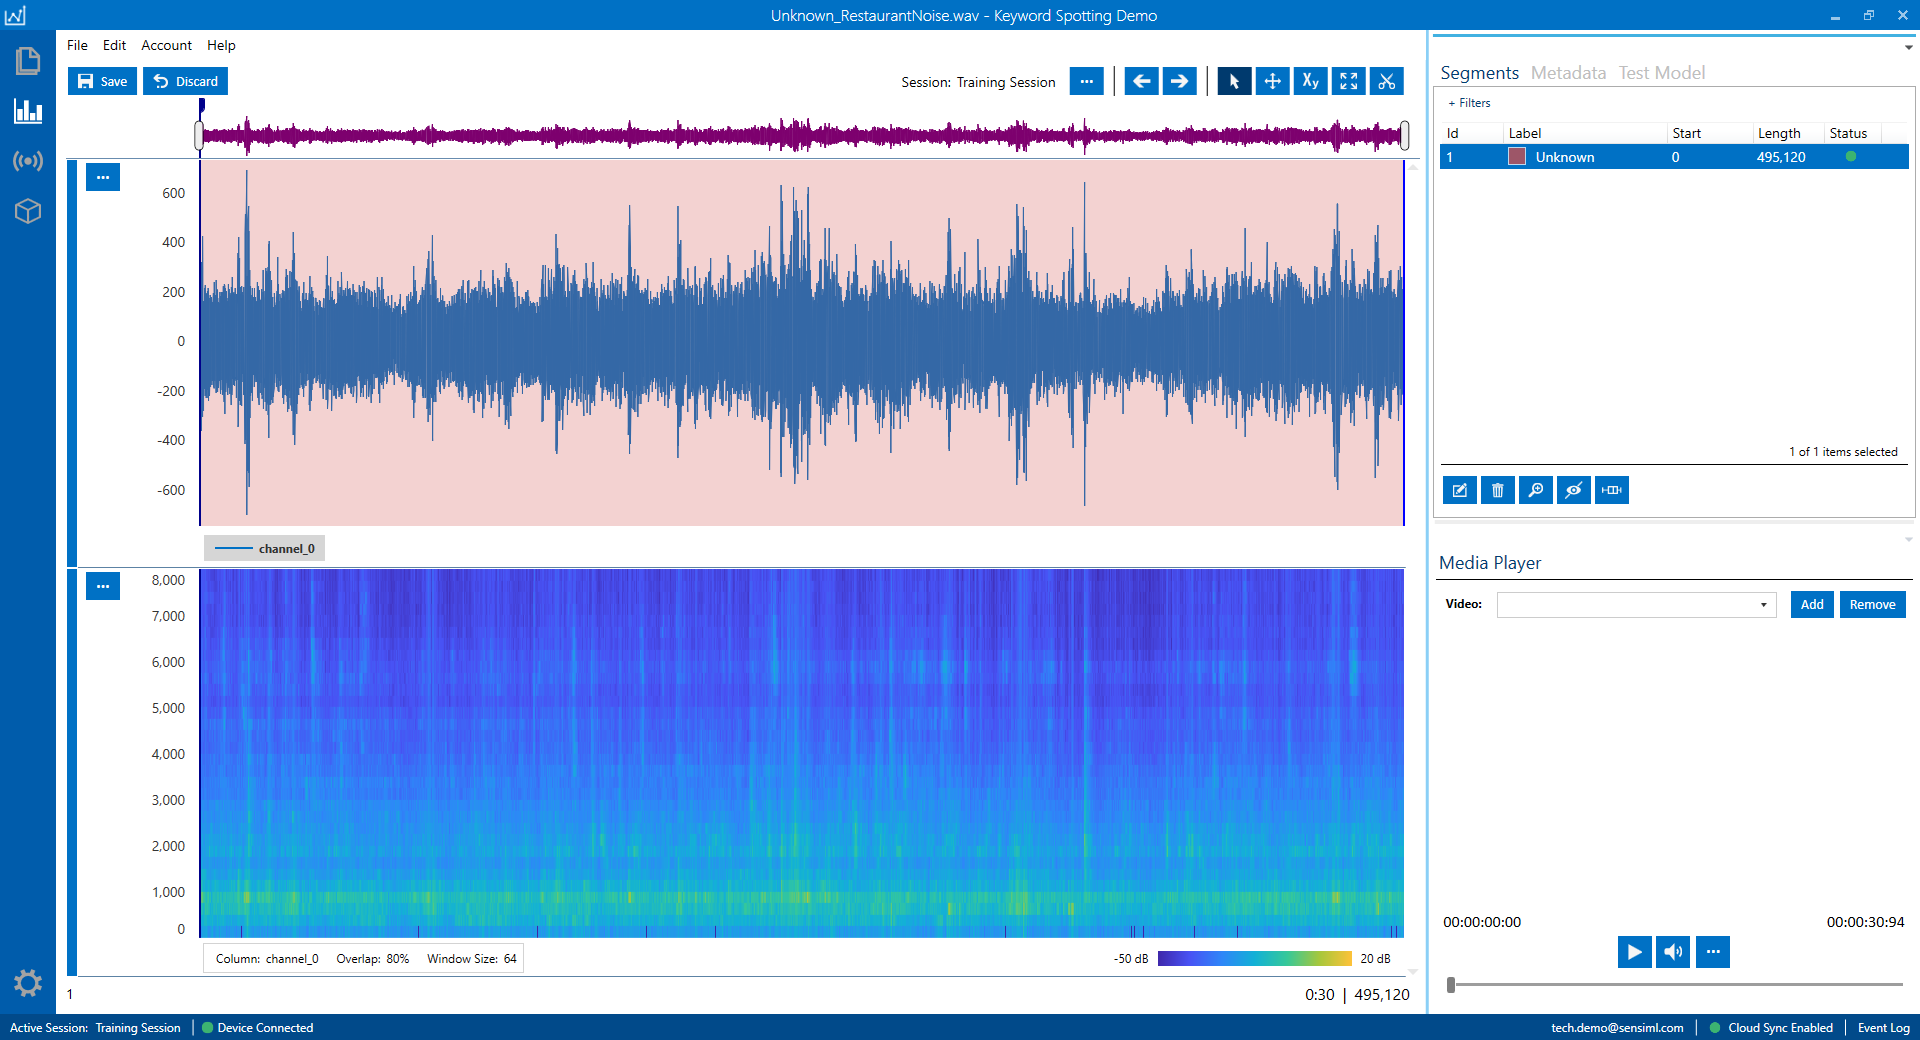 Unknown_RestaurantNoise.wav - Keyword Spotting Demo
File Edit Account Help
Save Discard
Session: Training Session
Xy
600
400
200
0
-200
-400
-600
channel_0
8,000
7,000
6,000
5,000
4,000
3,000
2,000
1,000
0
Column: channel_0 Overlap: 80% Window Size: 64
-50 dB 20 dB
1
0:30 | 495,120
Segments Metadata Test Model
+ Filters
Id Label Start Length Status
1 Unknown 0 495,120
1 of 1 items selected
Media Player
Video: Add Remove
00:00:00:00 00:00:30:94
Active Session: Training Session Device Connected
tech.demo@sensiml.com Cloud Sync Enabled Event Log